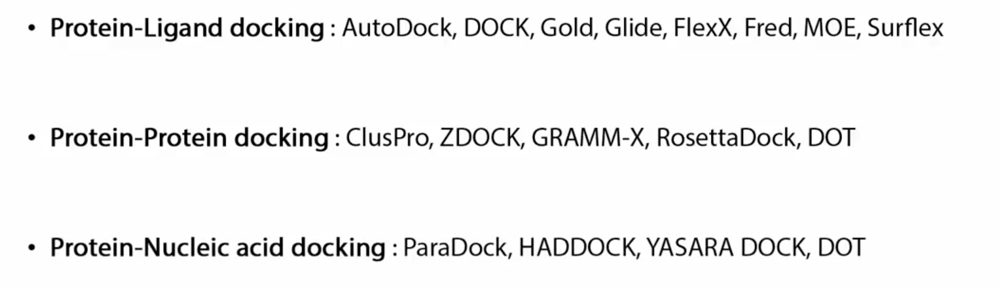 • Protein-Ligand docking : AutoDock, DOCK, Gold, Glide, FlexX, Fred, MOE, Surflex
• Protein-Protein docking : ClusPro, ZDOCK, GRAMM-X, RosettaDock, DOT
• Protein-Nucleic acid docking : ParaDock, HADDOCK, YASARA DOCK, DOT